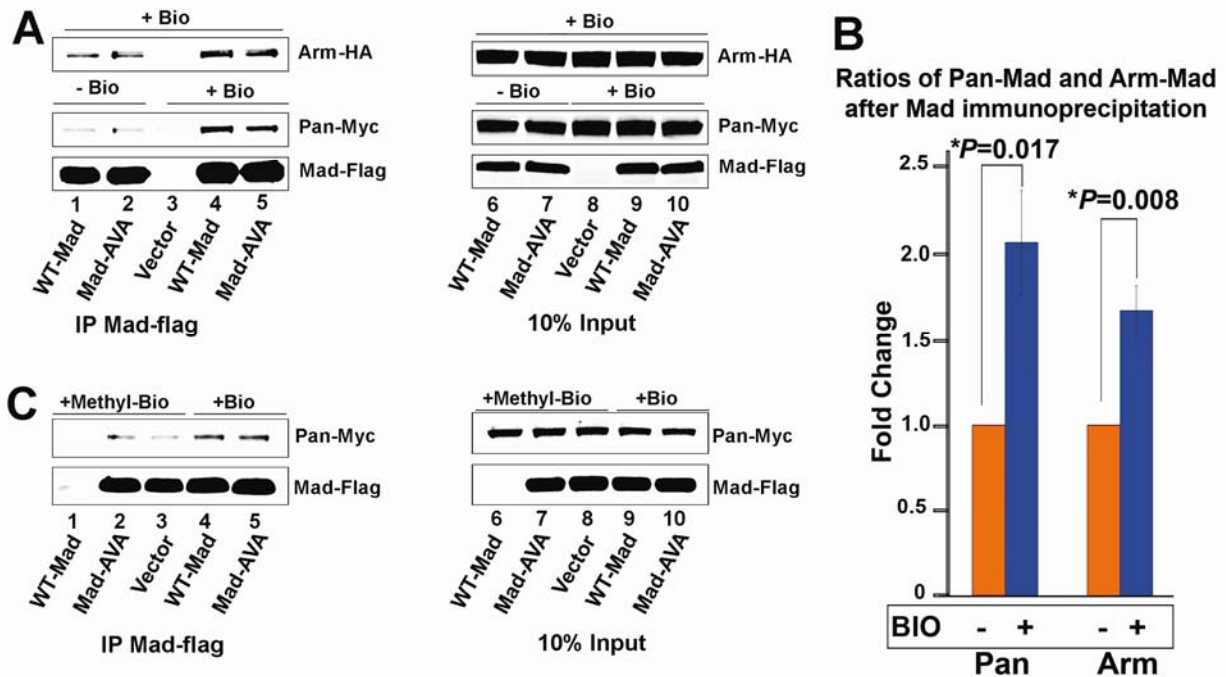 A
+ Bio
Arm-HA
- Bio + Bio
Pan-Myc
Mad-Flag
1 2 3 4 5
WT-Mad Mad-AVA Vector WT-Mad Mad-AVA
IP Mad-flag
+ Bio
Arm-HA
- Bio + Bio
Pan-Myc
Mad-Flag
6 7 8 9 10
WT-Mad Mad-AVA Vector WT-Mad Mad-AVA
10% Input
B
Ratios of Pan-Mad and Arm-Mad
after Mad immunoprecipitation
*P=0.017
*P=0.008
Fold Change
2.5
2.0
1.5
1.0
0.5
0
BIO - + - +
Pan Arm
C
+Methyl-Bio +Bio
Pan-Myc
Mad-Flag
1 2 3 4 5
WT-Mad Mad-AVA Vector WT-Mad Mad-AVA
IP Mad-flag
+Methyl-Bio +Bio
Pan-Myc
Mad-Flag
6 7 8 9 10
WT-Mad Mad-AVA Vector WT-Mad Mad-AVA
10% Input